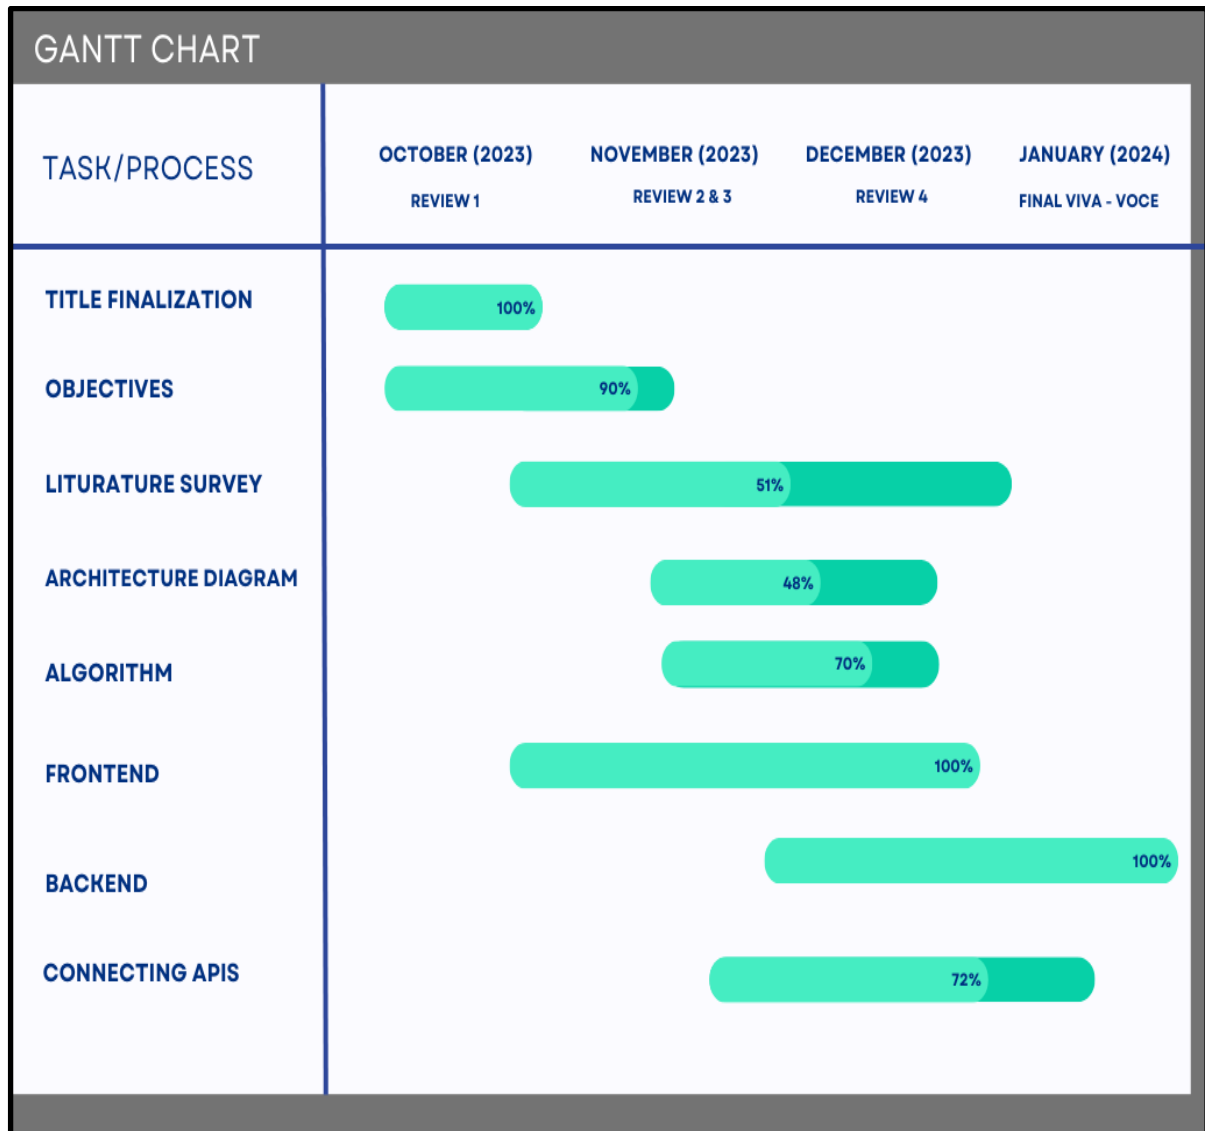 GANTT CHART
TASK/PROCESS
OCTOBER (2023)
REVIEW 1
NOVEMBER (2023)
REVIEW 2 & 3
DECEMBER (2023)
REVIEW 4
JANUARY (2024)
FINAL VIVA - VOCE
TITLE FINALIZATION
100%
OBJECTIVES
90%
LITURATURE SURVEY
51%
ARCHITECTURE DIAGRAM
48%
ALGORITHM
70%
FRONTEND
100%
BACKEND
100%
CONNECTING APIS
72%